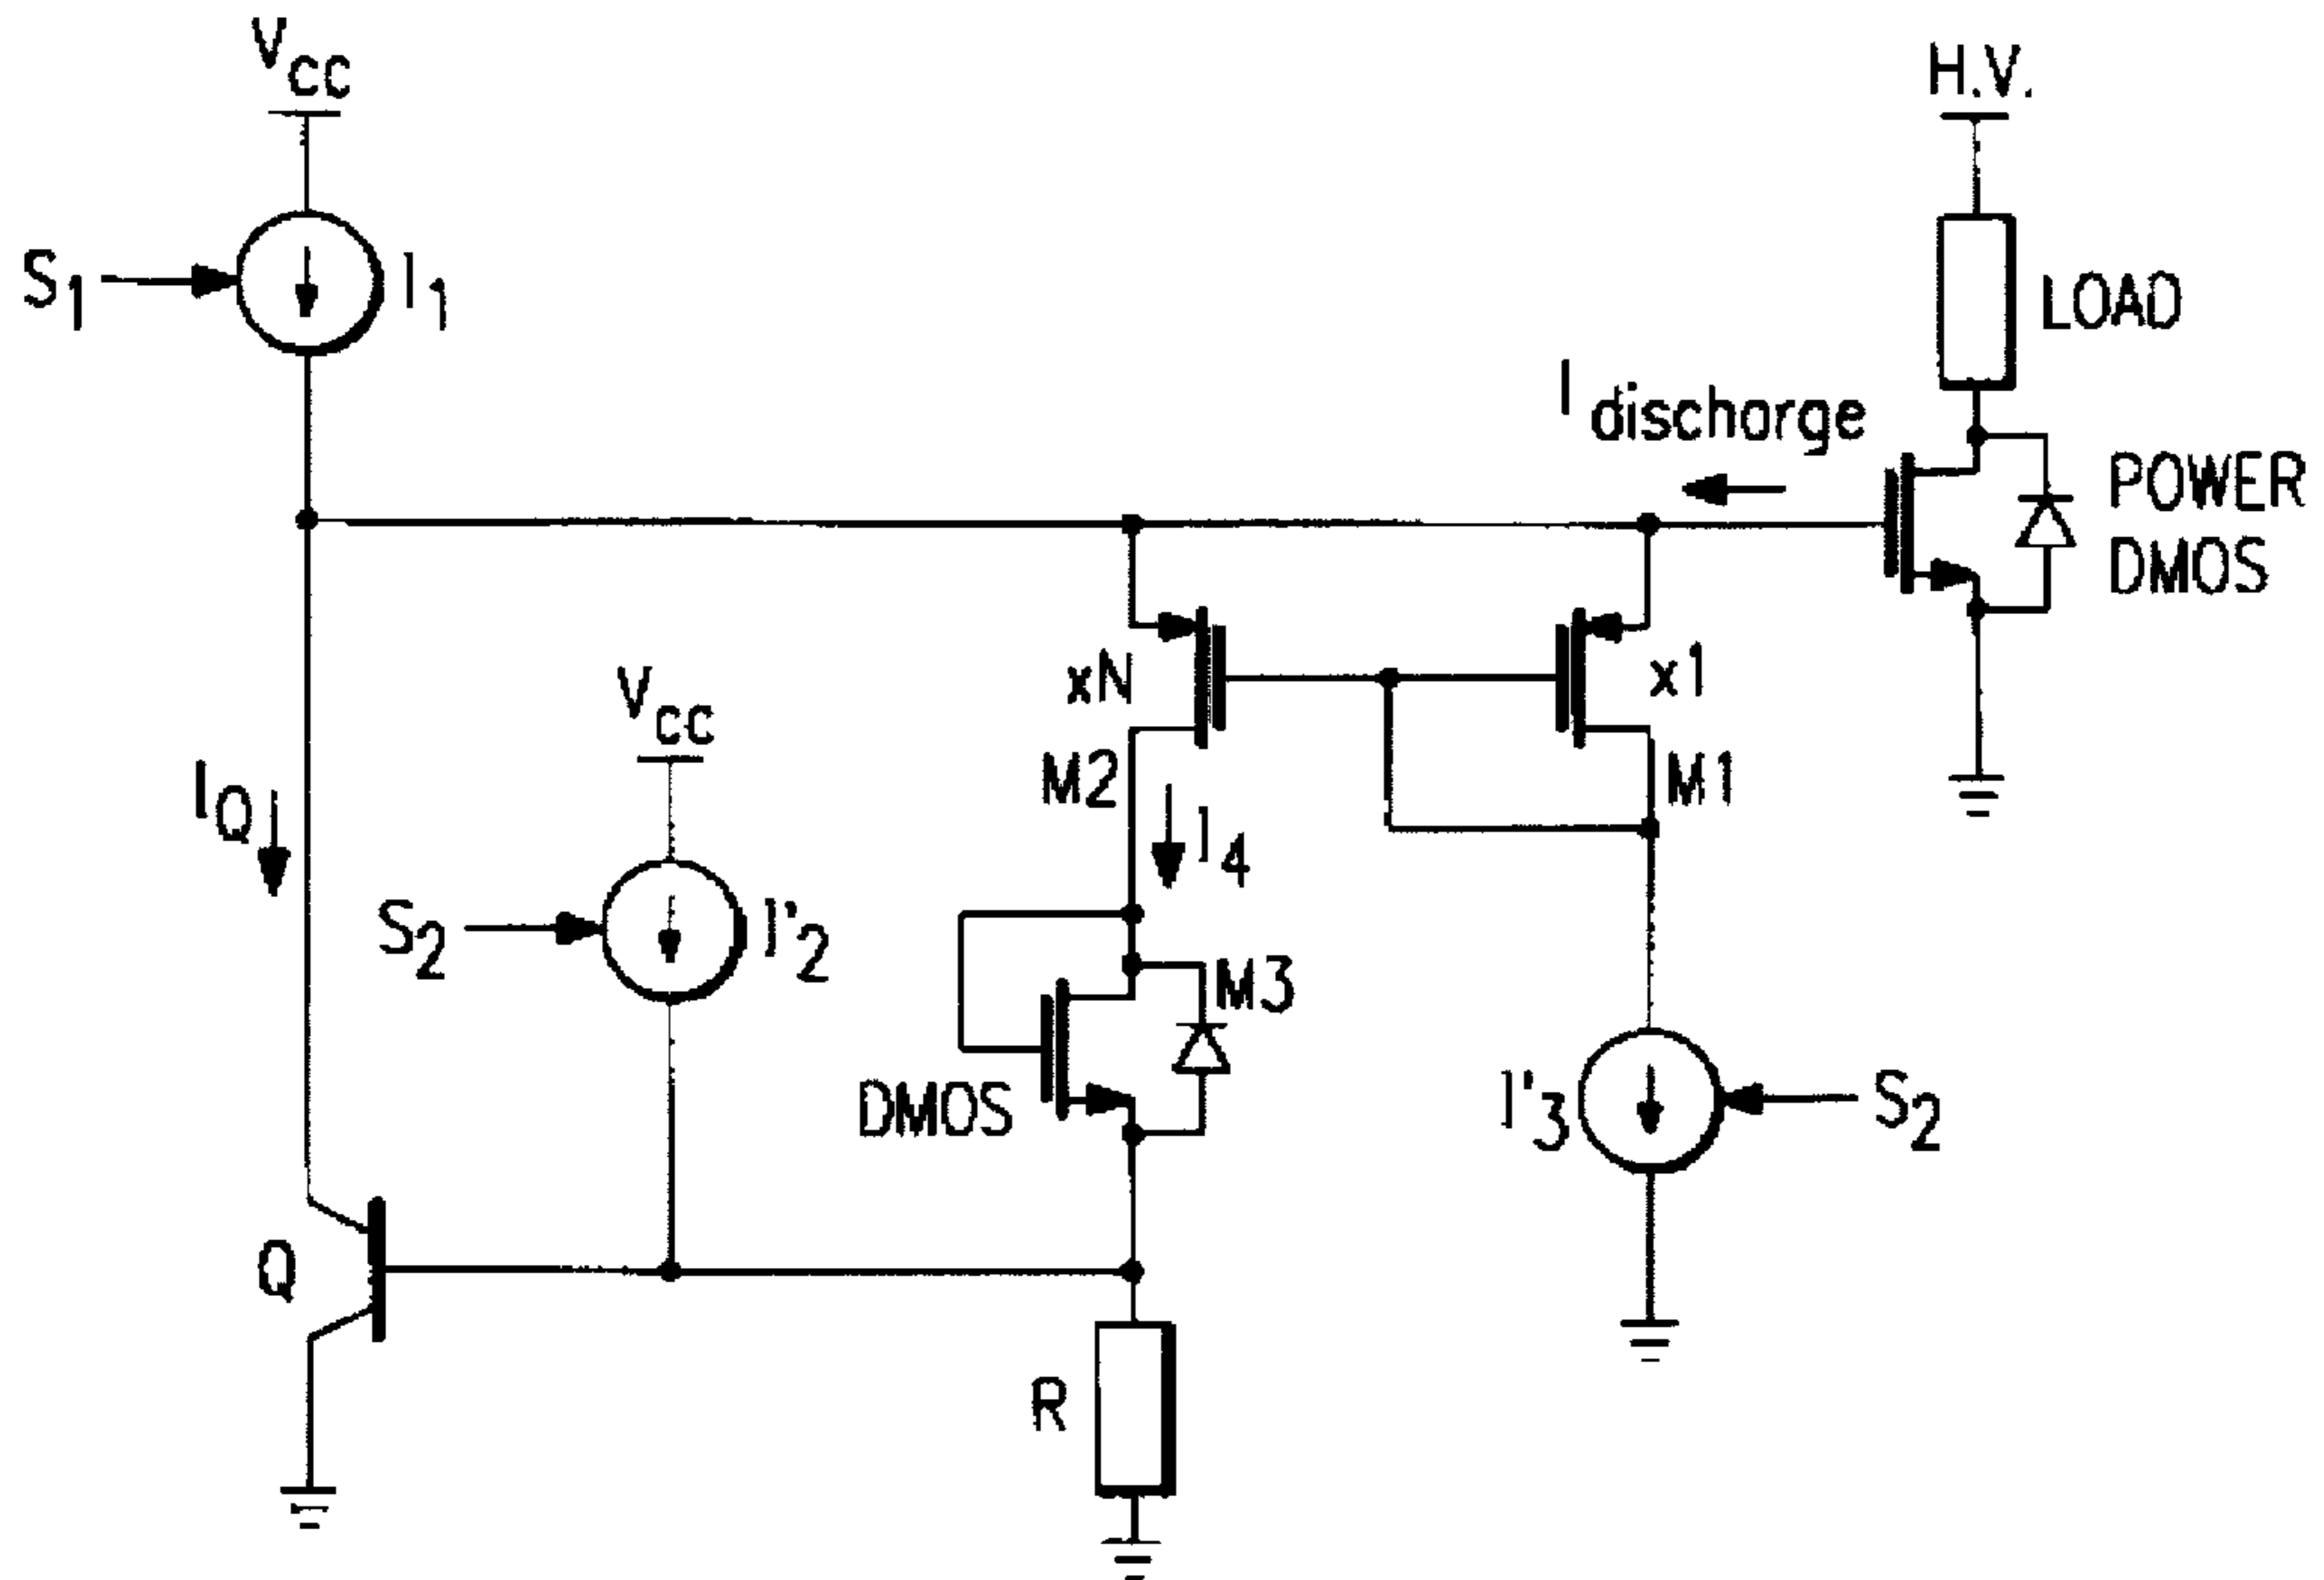 VCC
H.V.
S1
I1
LOAD
I discharge
POWER
DMOS
xN
x1
VCC
M2
M1
IQ
I4
S2
I'2
M3
DMOS
I'3
S2
Q
R